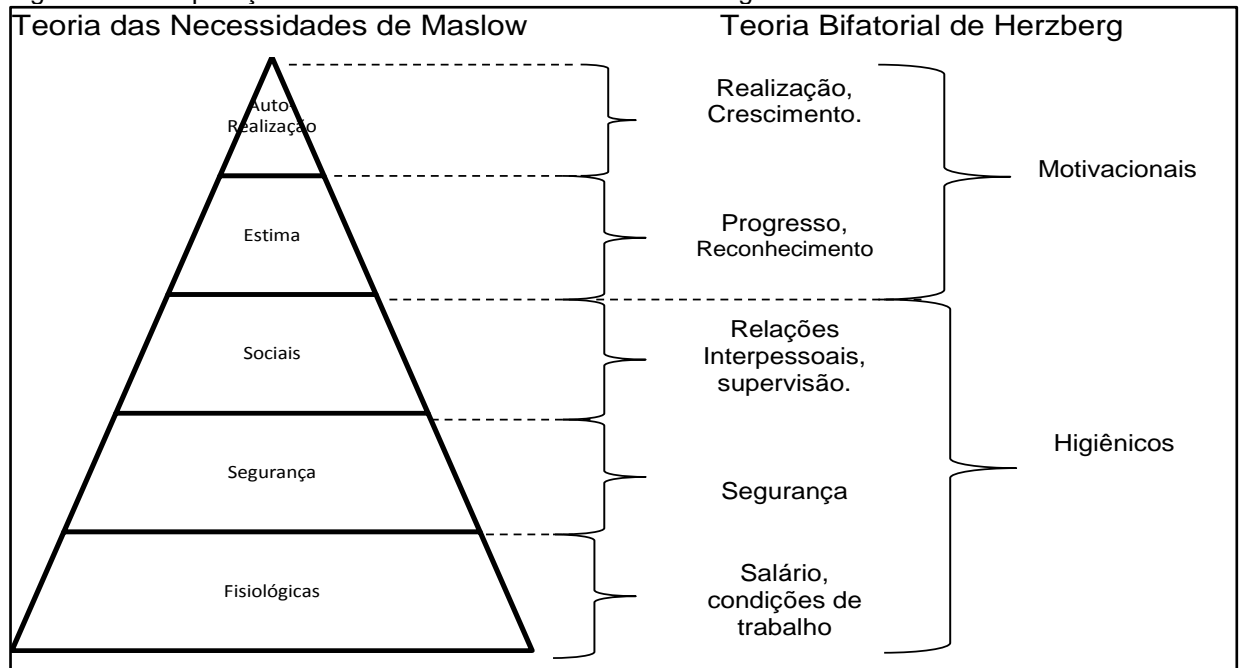 Teoria das Necessidades de Maslow
Teoria Bifatorial de Herzberg
Auto-
Realização
Realização,
Crescimento.
Motivacionais
Estima
Progresso,
Reconhecimento
Sociais
Relações
Interpessoais,
supervisão.
Higiênicos
Segurança
Segurança
Fisiológicas
Salário,
condições de
trabalho